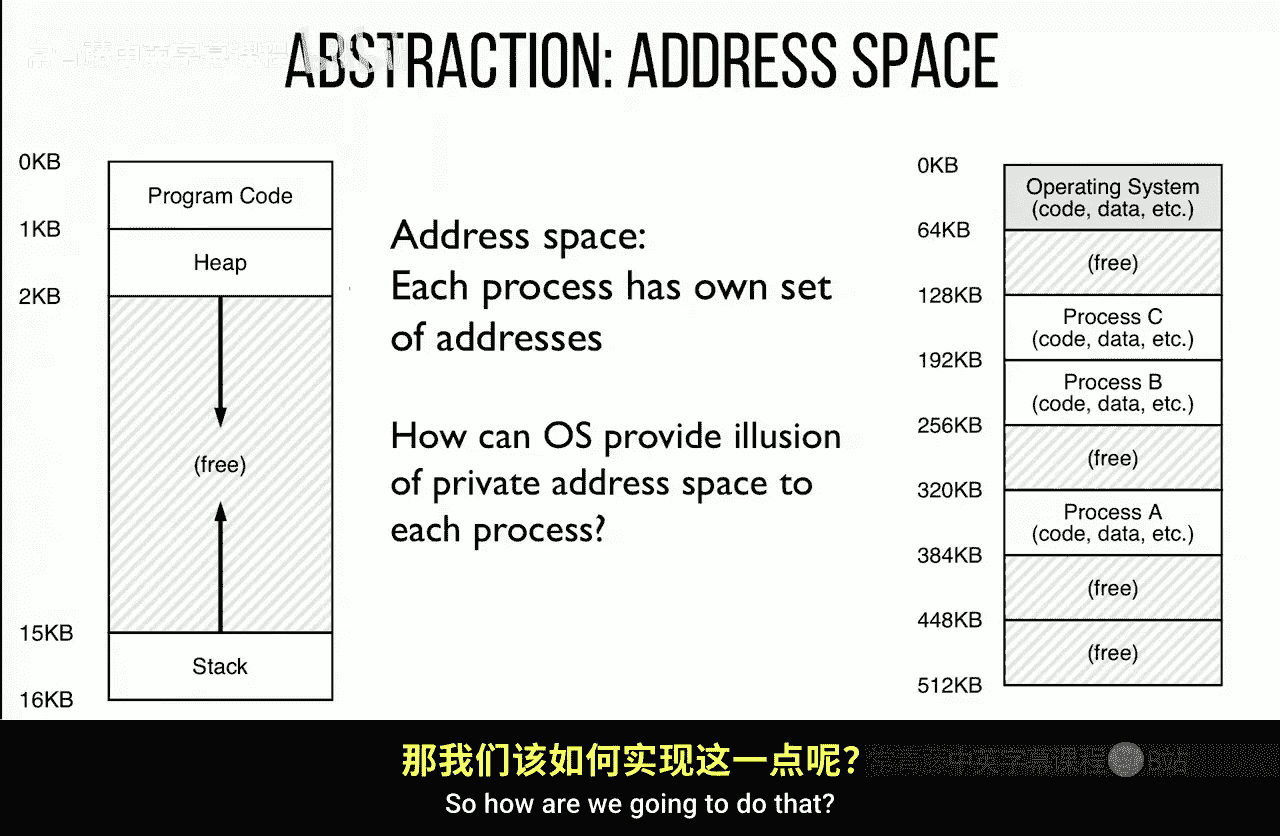 ABSTRACTION: ADDRESS SPACE
0KB
Program Code
1KB
Heap
2KB
(free)
15KB
Stack
16KB
Address space:
Each process has own set
of addresses
How can OS provide illusion
of private address space to
each process?
0KB
Operating System
(code, data, etc.)
64KB
(free)
128KB
Process C
(code, data, etc.)
192KB
Process B
(code, data, etc.)
256KB
(free)
320KB
Process A
(code, data, etc.)
384KB
(free)
448KB
(free)
512KB
那我们该如何实现这一点呢?
So how are we going to do that?